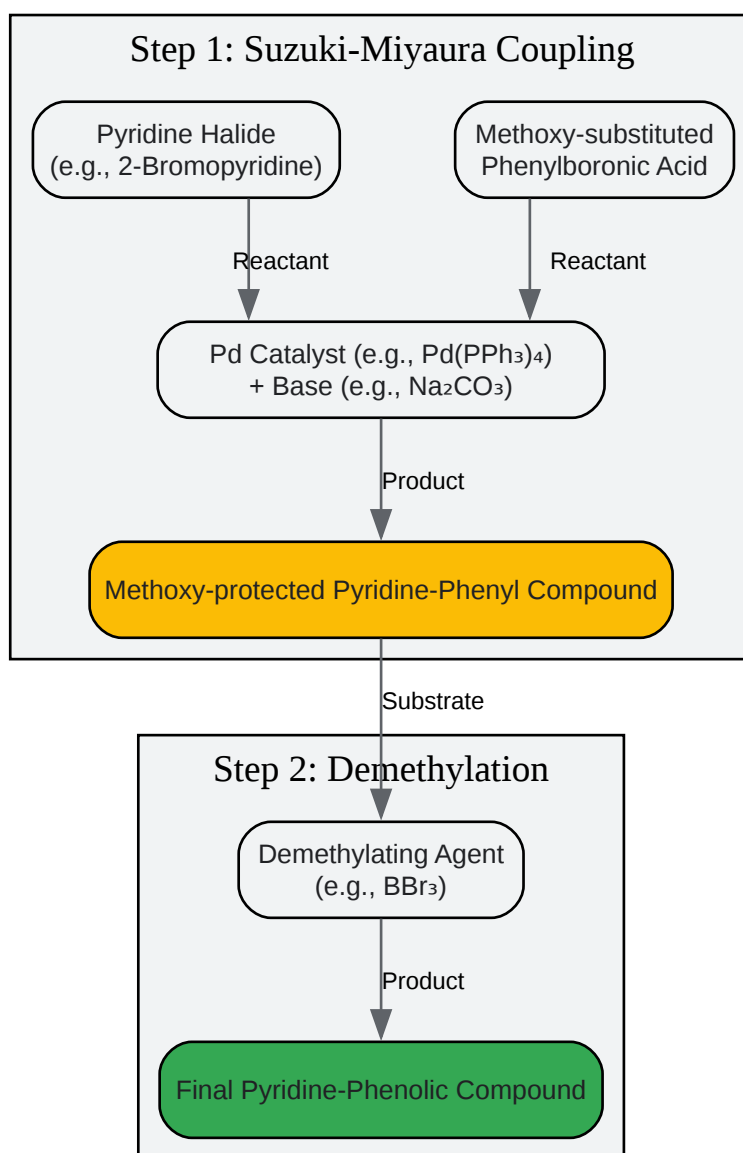 Step 1: Suzuki-Miyaura Coupling
Pyridine Halide
(e.g., 2-Bromopyridine)
Methoxy-substituted
Phenylboronic Acid
Reactant
Reactant
Pd Catalyst (e.g., Pd(PPh₃)₄)
+ Base (e.g., Na₂CO₃)
Product
Methoxy-protected Pyridine-Phenyl Compound
Substrate
Step 2: Demethylation
Demethylating Agent
(e.g., BBr₃)
Product
Final Pyridine-Phenolic Compound